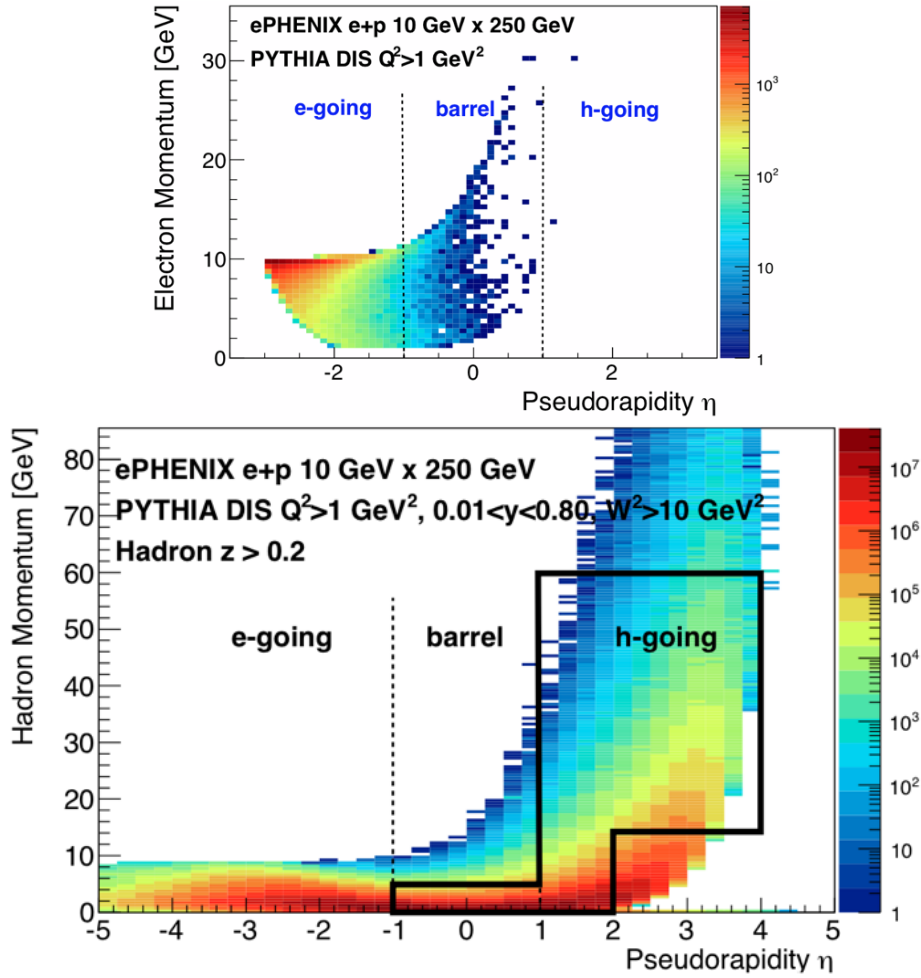 ePHENIX e+p 10 GeV x 250 GeV
PYTHIA DIS Q²>1 GeV²
e-going barrel h-going
Electron Momentum [GeV]
30
20
10
0
-2 0 2
Pseudorapidity η
10³
10²
10
1
ePHENIX e+p 10 GeV x 250 GeV
PYTHIA DIS Q²>1 GeV², 0.01<y<0.80, W²>10 GeV²
Hadron z > 0.2
e-going barrel h-going
Hadron Momentum [GeV]
80
70
60
50
40
30
20
10
0
-5 -4 -3 -2 -1 0 1 2 3 4 5
Pseudorapidity η
10⁷
10⁶
10⁵
10⁴
10³
10²
10
1